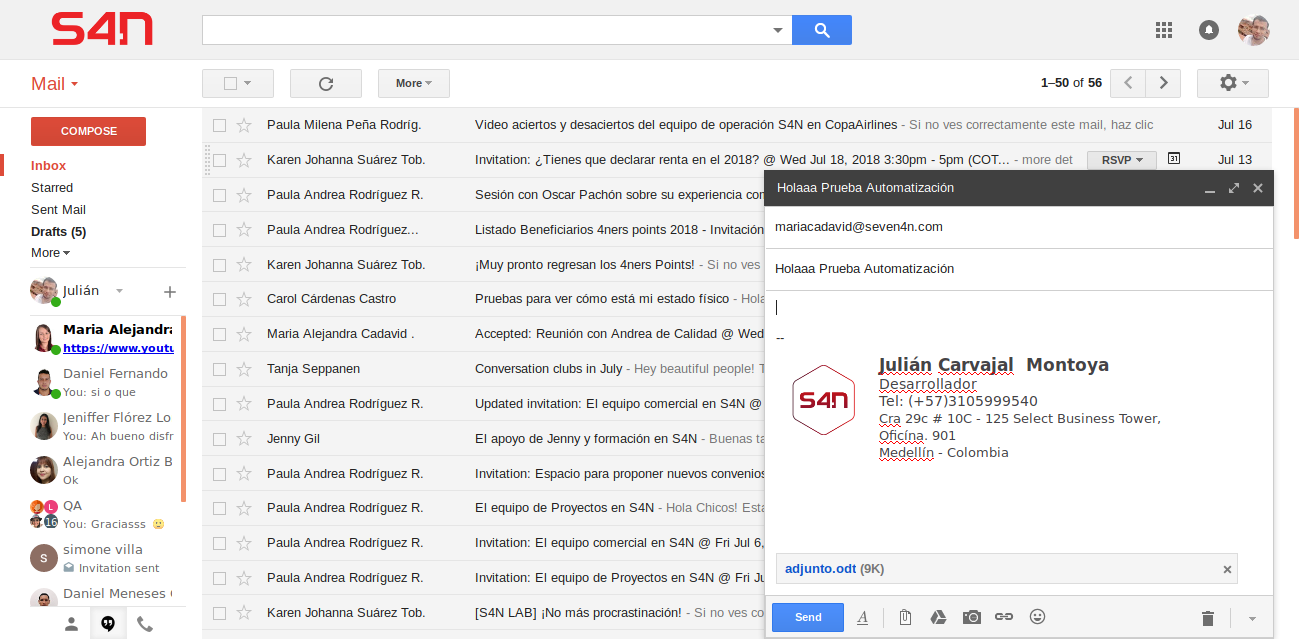 S4N
Mail
More
1–50 of 56
COMPOSE
Inbox
Starred
Sent Mail
Drafts (5)
More
Julián
Maria Alejandra
https://www.youtu
Daniel Fernando
You: si o que
Jeniffer Flórez Lo
You: Ah bueno disfr
Alejandra Ortiz B
Ok
QA
L
16
You: Graciasss
S
simone villa
Invitation sent
Daniel Meneses
Paula Milena Peña Rodríg. Video aciertos y desaciertos del equipo de operación S4N en CopaAirlines - Si no ves correctamente este mail, haz clic Jul 16
Karen Johanna Suárez Tob. Invitation: ¿Tienes que declarar renta en el 2018? @ Wed Jul 18, 2018 3:30pm - 5pm (COT... - more det RSVP 31 Jul 13
Paula Andrea Rodríguez R. Sesión con Oscar Pachón sobre su experiencia con
Paula Andrea Rodríguez... Listado Beneficiarios 4ners points 2018 - Invitación
Karen Johanna Suárez Tob. ¡Muy pronto regresan los 4ners Points! - Si no ves
Carol Cárdenas Castro Pruebas para ver cómo está mi estado físico - Hola
Maria Alejandra Cadavid . Accepted: Reunión con Andrea de Calidad @ Wed
Tanja Seppanen Conversation clubs in July - Hey beautiful people! T
Paula Andrea Rodríguez R. Updated invitation: El equipo comercial en S4N @
Jenny Gil El apoyo de Jenny y formación en S4N - Buenas ta
Paula Andrea Rodríguez R. Invitation: Espacio para proponer nuevos convenios
Paula Andrea Rodríguez R. El equipo de Proyectos en S4N - Hola Chicos! Esta
Paula Andrea Rodríguez R. Invitation: El equipo comercial en S4N @ Fri Jul 6,
Paula Andrea Rodríguez R. Invitation: El equipo de Proyectos en S4N @ Fri Ju
Karen Johanna Suárez Tob. [S4N LAB] ¡No más procrastinación! - Si no ves co
Holaaa Prueba Automatización
mariacadavid@seven4n.com
Holaaa Prueba Automatización
--
S4N
Julián Carvajal Montoya
Desarrollador
Tel: (+57)3105999540
Cra 29c # 10C - 125 Select Business Tower,
Oficína. 901
Medellín - Colombia
adjunto.odt (9K)
Send
A